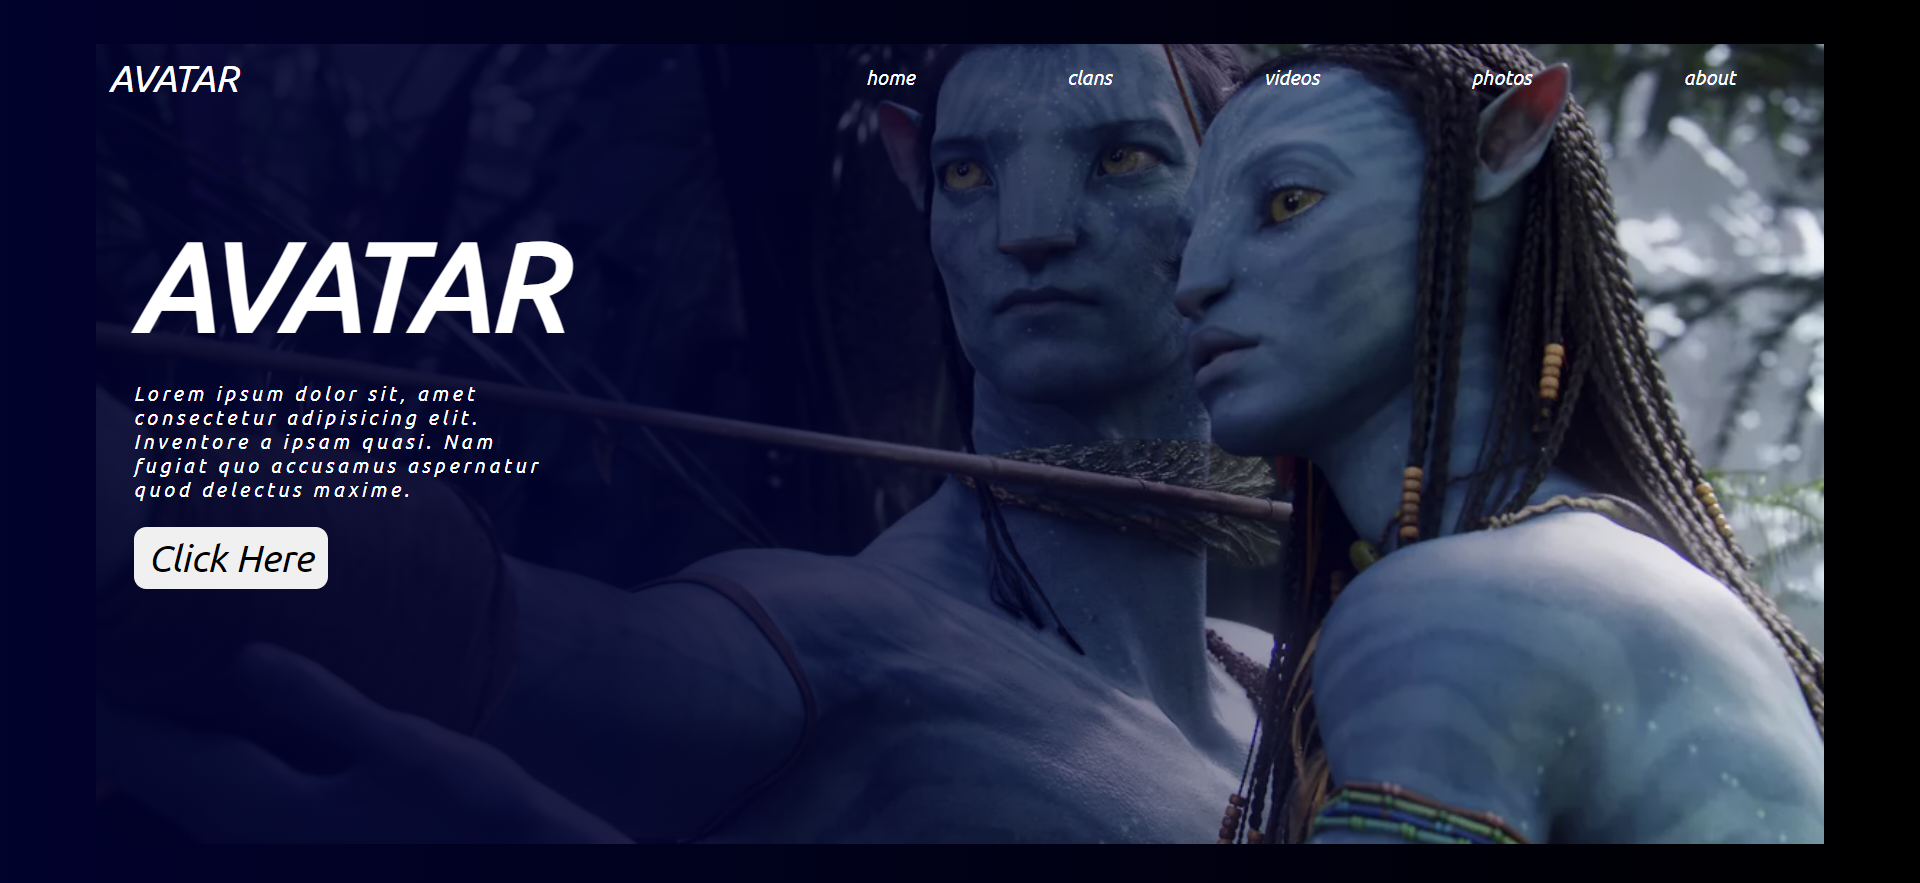 AVATAR
home clans videos photos about
AVATAR
Lorem ipsum dolor sit, amet
consectetur adipisicing elit.
Inventore a ipsam quasi. Nam
fugiat quo accusamus aspernatur
quod delectus maxime.
Click Here